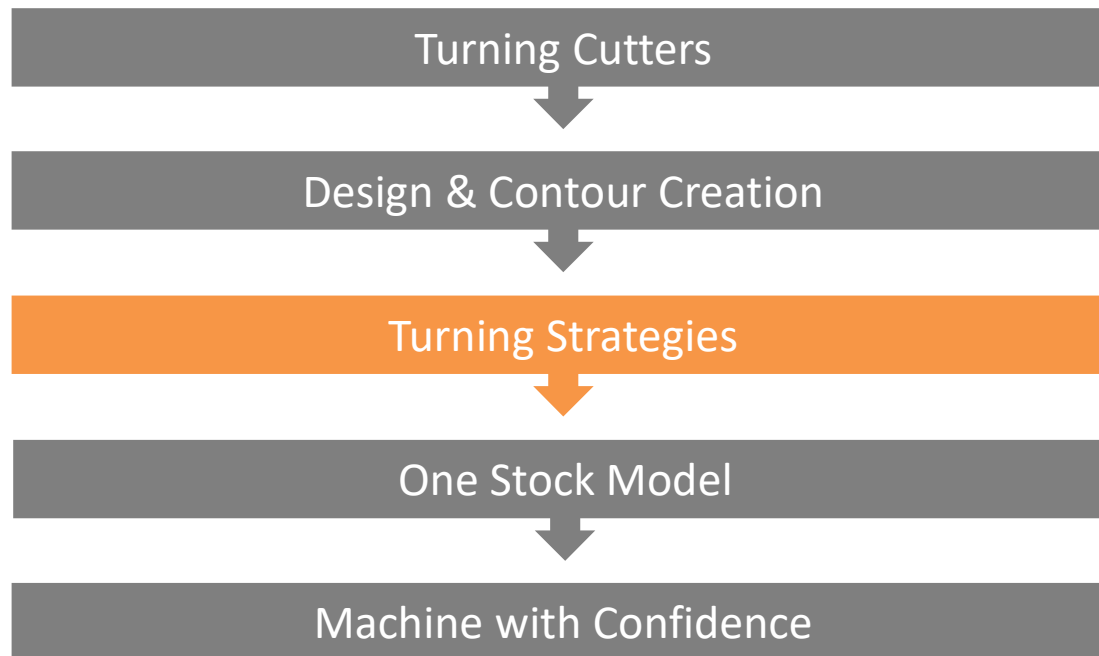 Turning Cutters
Design & Contour Creation
Turning Strategies
One Stock Model
Machine with Confidence